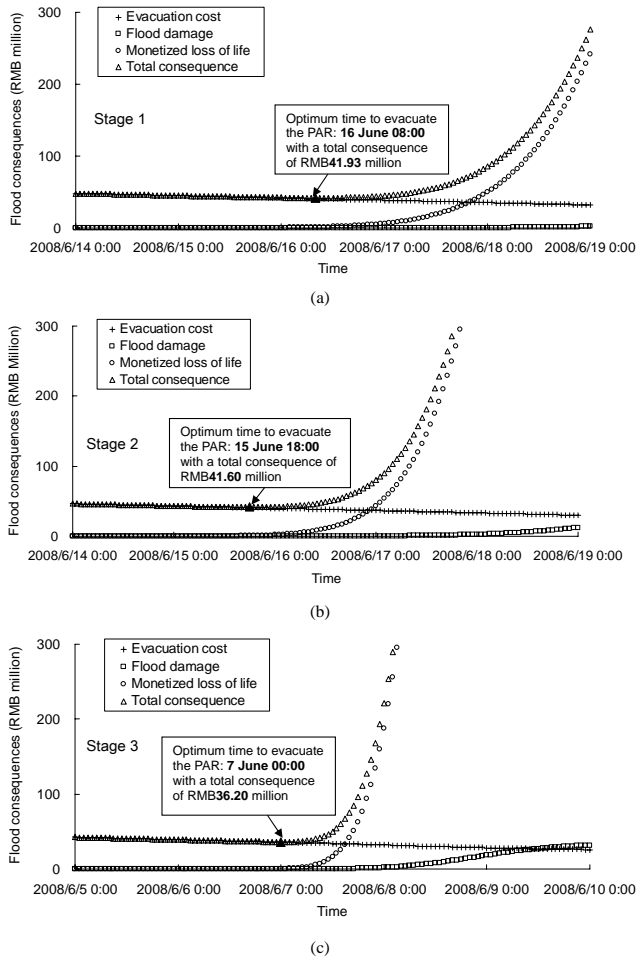 300
200
100
0
Flood consequences (RMB million)
+ Evacuation cost
Flood damage
Monetized loss of life
Total consequence
Stage 1
Optimum time to evacuate
the PAR: 16 June 08:00
with a total consequence
of RMB41.93 million
2008/6/14 0:00 2008/6/15 0:00 2008/6/16 0:00 2008/6/17 0:00 2008/6/18 0:00 2008/6/19 0:00
Time
(a)
300
200
100
0
Flood consequences (RMB Million)
+ Evacuation cost
Flood damage
Monetized loss of life
Total consequence
Stage 2
Optimum time to evacuate
the PAR: 15 June 18:00
with a total consequence of
RMB41.60 million
2008/6/14 0:00 2008/6/15 0:00 2008/6/16 0:00 2008/6/17 0:00 2008/6/18 0:00 2008/6/19 0:00
Time
(b)
300
200
100
0
Flood consequences (RMB million)
+ Evacuation cost
Flood damage
Monetized loss of life
Total consequence
Stage 3
Optimum time to evacuate
the PAR: 7 June 00:00
with a total consequence
of RMB36.20 million
2008/6/5 0:00 2008/6/6 0:00 2008/6/7 0:00 2008/6/8 0:00 2008/6/9 0:00 2008/6/10 0:00
Time
(c)